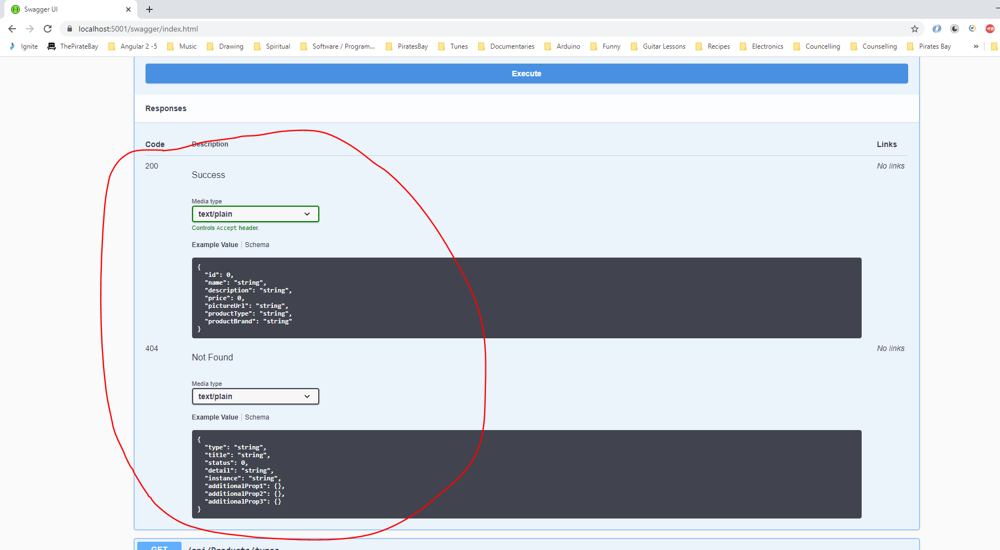 Swagger UI
localhost:5001/swagger/index.html
Ignite ThePirateBay Angular 2 -5 Music Drawing Spiritual Software / Program... PiratesBay Tunes Documentaries Arduino Funny Guitar Lessons Recipes Electronics Councelling Counselling Pirates Bay »
Execute
Responses
Code Description Links
200 No links
Success
Media type
text/plain
Controls Accept header.
Example Value Schema
{
"id": 0,
"name": "string",
"description": "string",
"price": 0,
"pictureUrl": "string",
"productType": "string",
"productBrand": "string"
}
404 No links
Not Found
Media type
text/plain
Example Value Schema
{
"type": "string",
"title": "string",
"status": 0,
"detail": "string",
"instance": "string",
"additionalProp1": {},
"additionalProp2": {},
"additionalProp3": {}
}
GET /api/Products/types